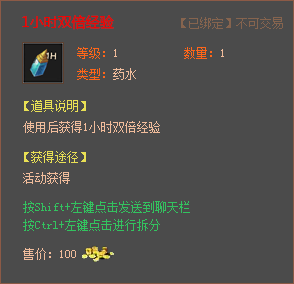 1小H双倍经验 【已绑定】不可交易
1H
等级：1 数量：1
类型：药水
【道具说明】
使用后获得1小时双倍经验
【获得途径】
活动获得
按Shift+左键点击发送到聊天栏
按Ctrl+左键点击进行拆分
售价：100